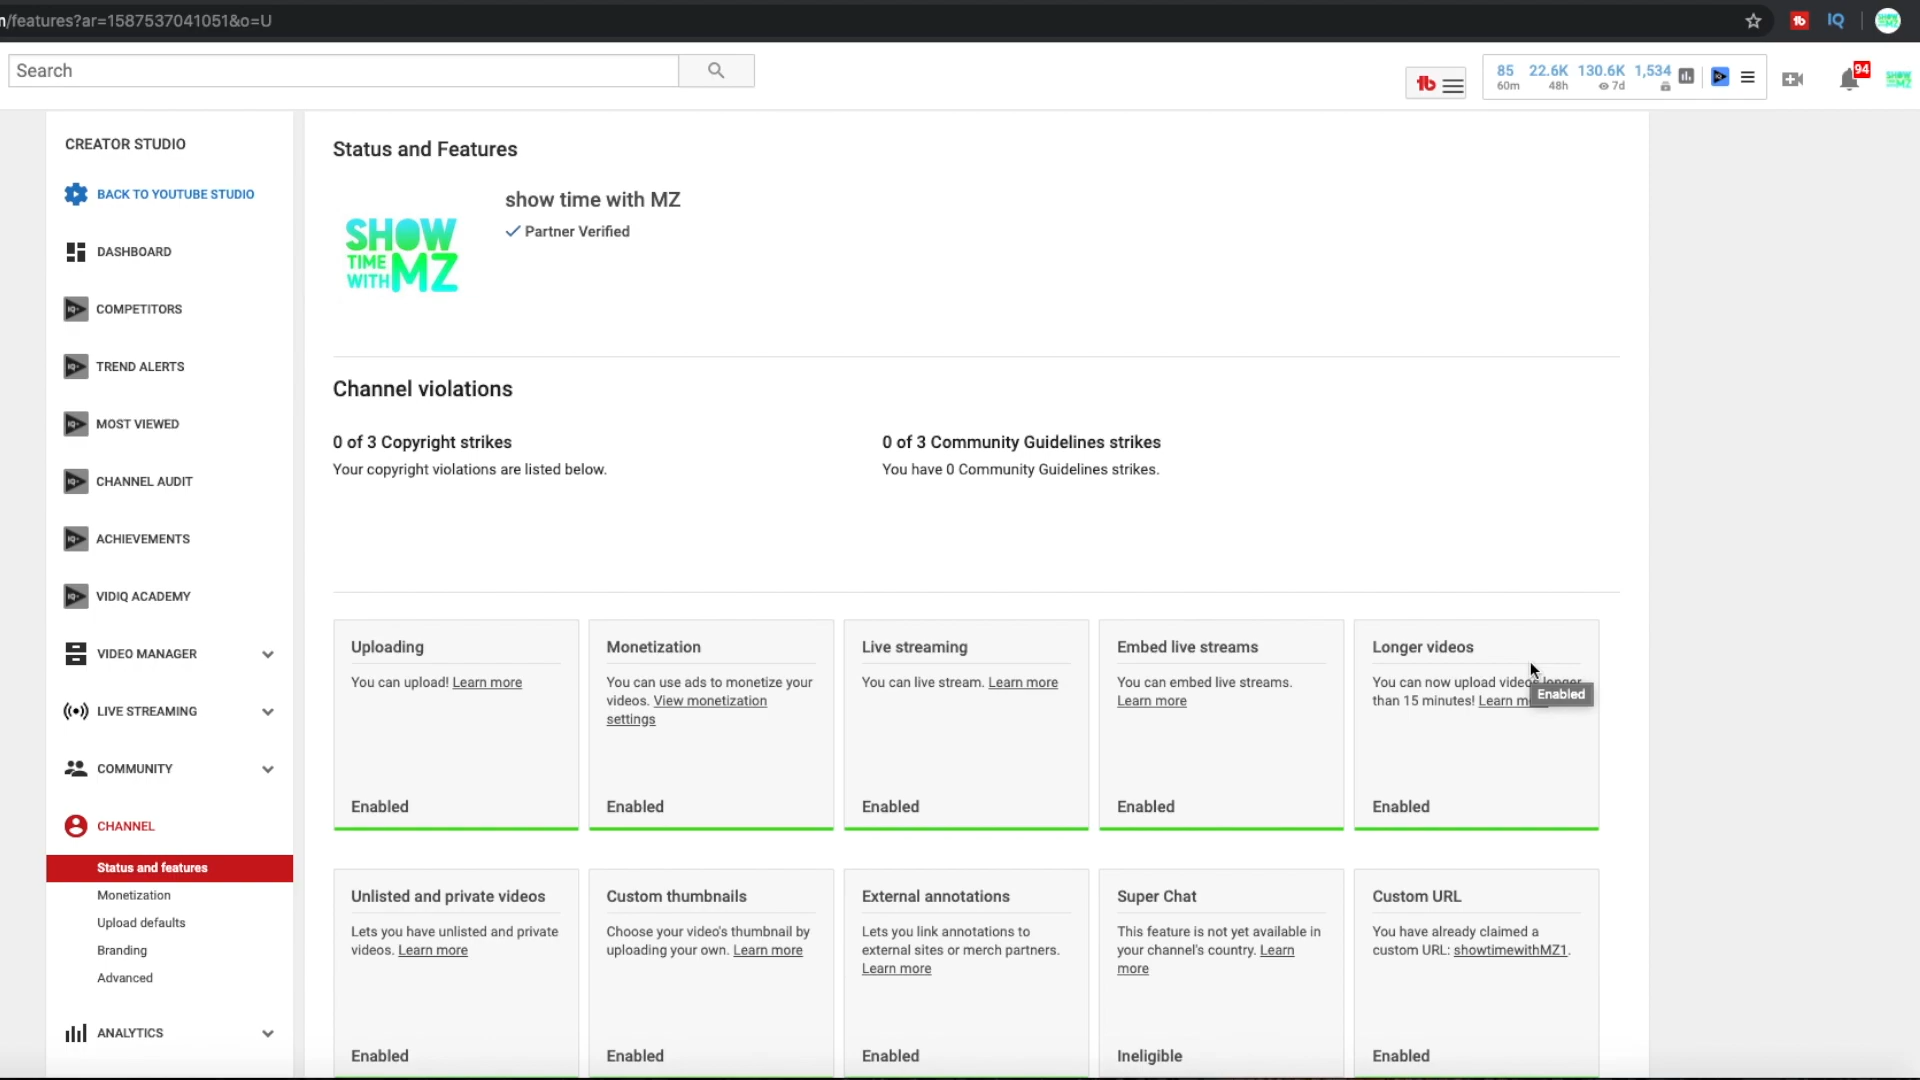 /features?ar=1587537041051&o=U
Search
85 22.6K 130.6K 1,534
60m 48h 7d
94
CREATOR STUDIO
BACK TO YOUTUBE STUDIO
DASHBOARD
COMPETITORS
TREND ALERTS
MOST VIEWED
CHANNEL AUDIT
ACHIEVEMENTS
VIDIQ ACADEMY
VIDEO MANAGER
LIVE STREAMING
COMMUNITY
CHANNEL
Status and features
Monetization
Upload defaults
Branding
Advanced
ANALYTICS
Status and Features
SHOW
TIME
WITH MZ
show time with MZ
Partner Verified
Channel violations
0 of 3 Copyright strikes
Your copyright violations are listed below.
0 of 3 Community Guidelines strikes
You have 0 Community Guidelines strikes.
Uploading
You can upload! Learn more
Enabled
Monetization
You can use ads to monetize your
videos. View monetization
settings
Enabled
Live streaming
You can live stream. Learn more
Enabled
Embed live streams
You can embed live streams.
Learn more
Enabled
Longer videos
You can now upload videos longer
than 15 minutes! Learn
Enabled
Enabled
Unlisted and private videos
Lets you have unlisted and private
videos. Learn more
Enabled
Custom thumbnails
Choose your video's thumbnail by
uploading your own. Learn more
Enabled
External annotations
Lets you link annotations to
external sites or merch partners.
Learn more
Enabled
Super Chat
This feature is not yet available in
your channel's country. Learn
more
Ineligible
Custom URL
You have already claimed a
custom URL: showtimewithMZ1.
Enabled